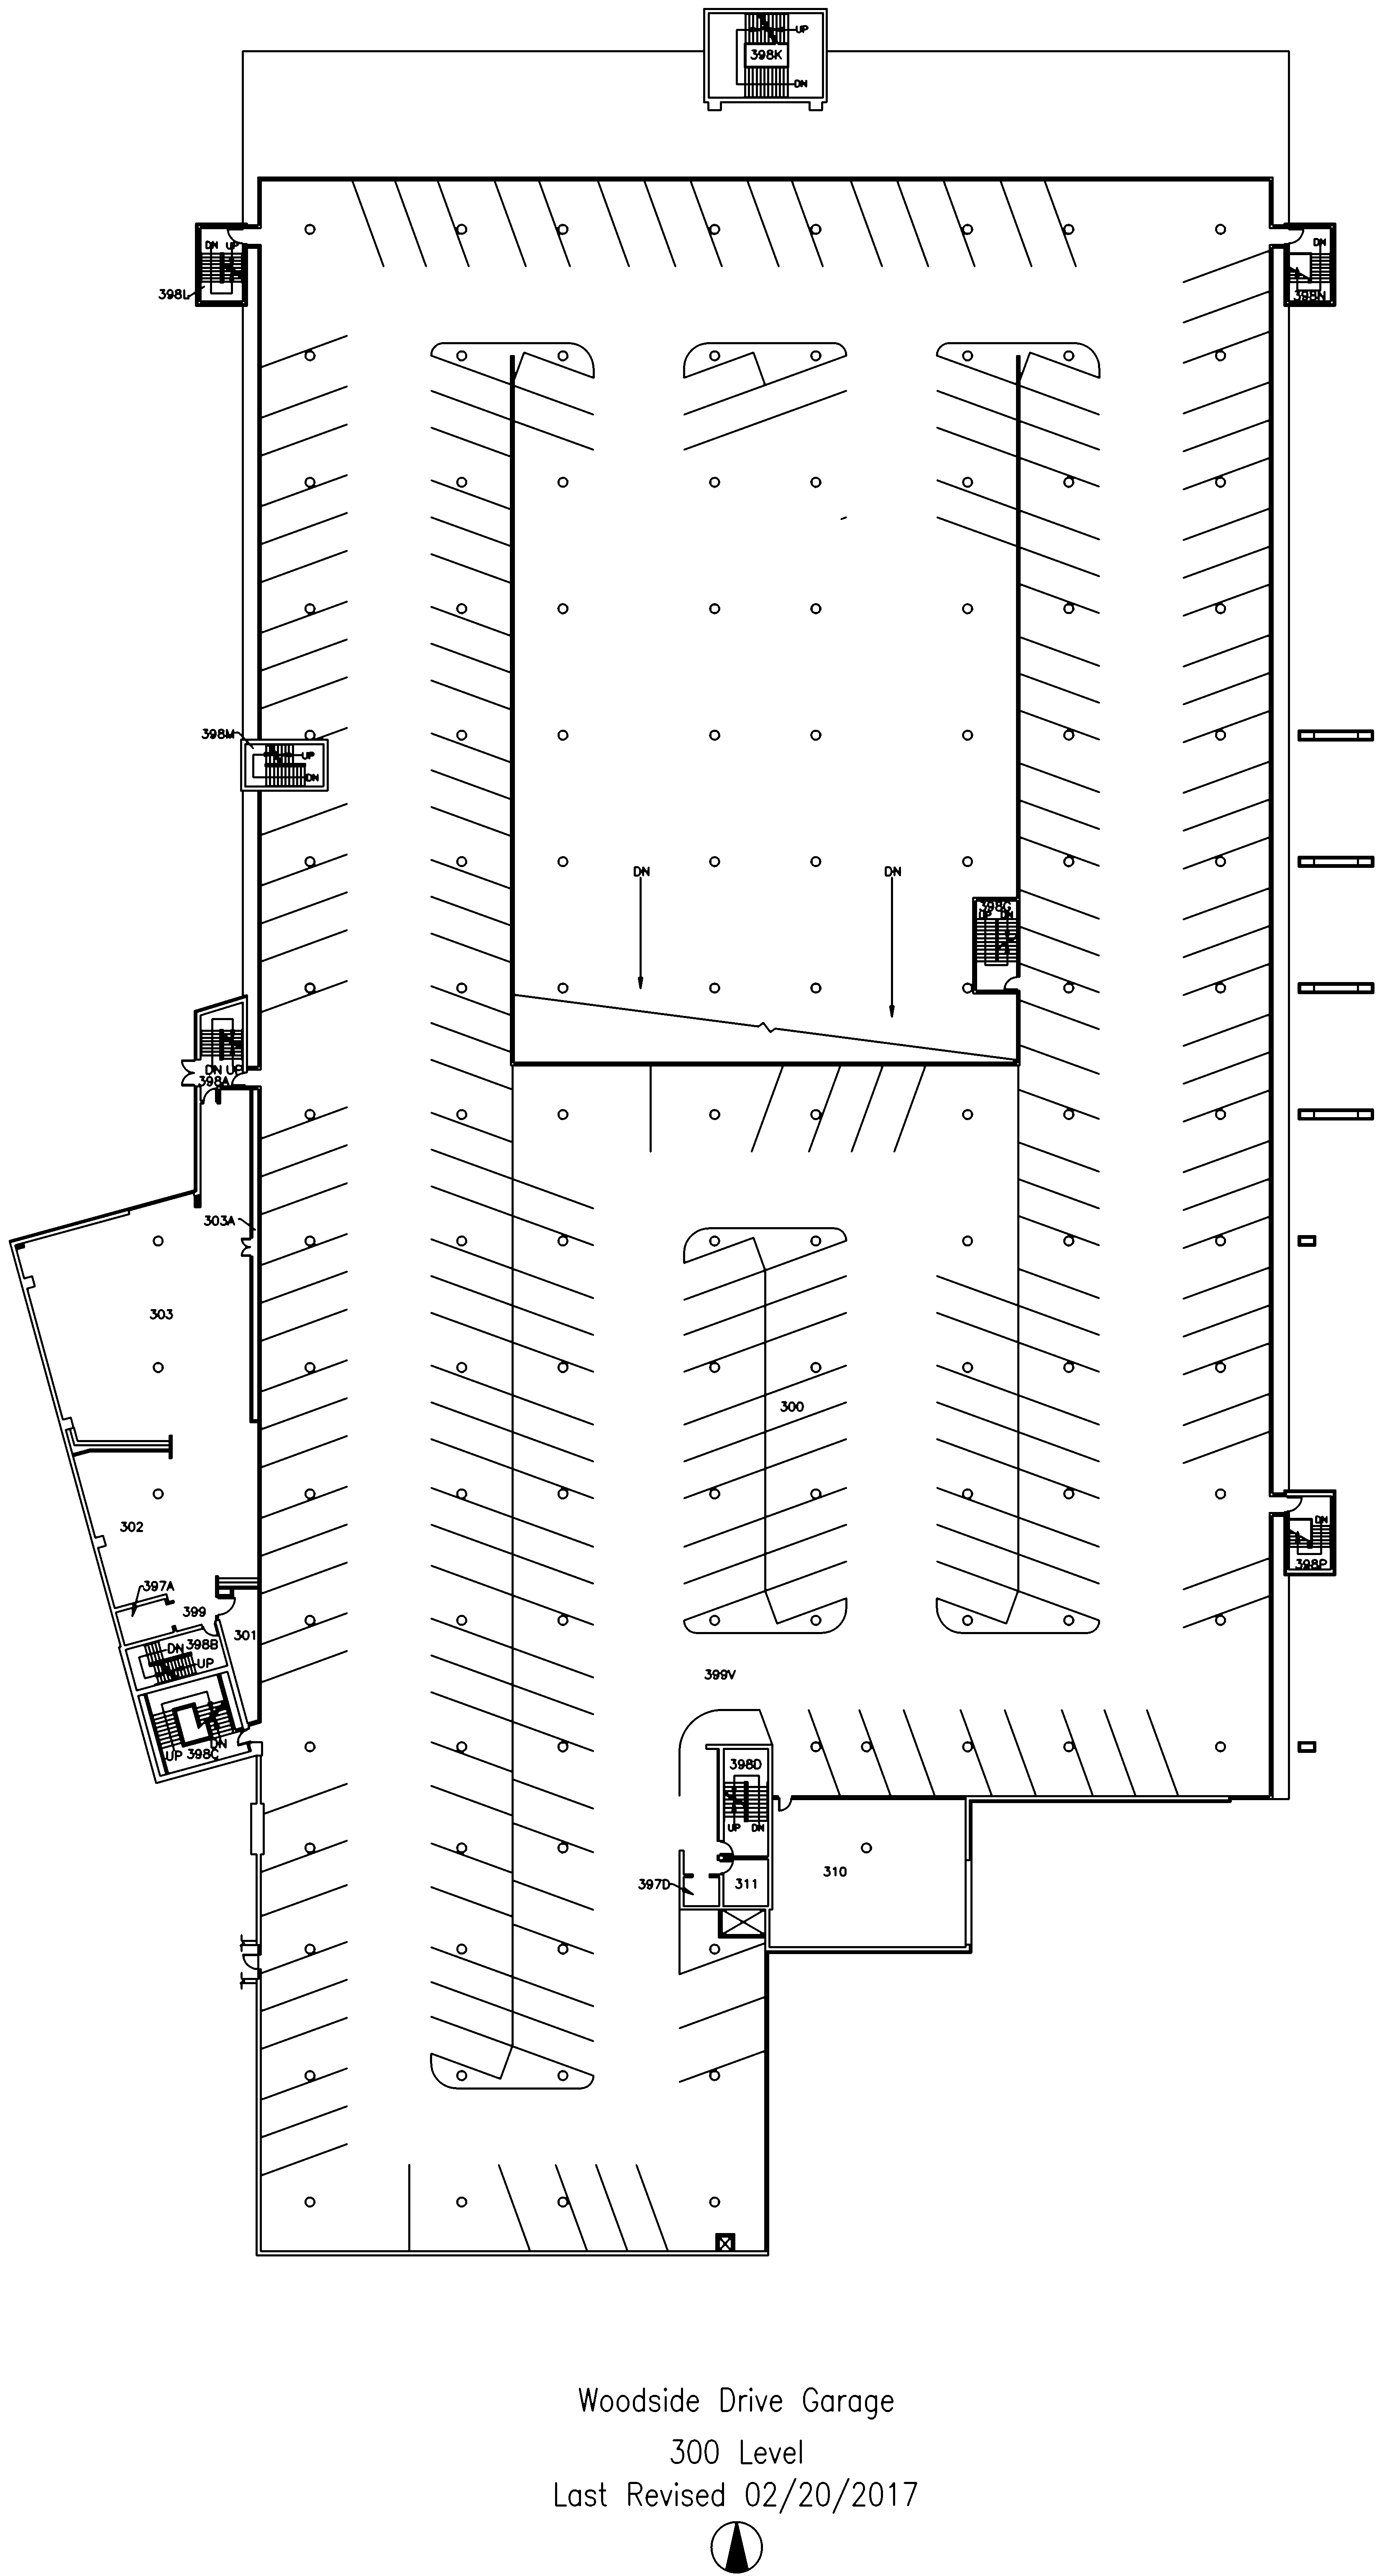 UP
398K
DN
DN UP
398L
DN
398N
398M
UP
DN
DN
DN
398G
UP DN
DN UP
398A
303A
303
300
302
DN
398P
397A
399
301
398B
DN
UP
399V
DN
UP 398C
398D
UP DN
310
397D
311
Woodside Drive Garage
300 Level
Last Revised 02/20/2017